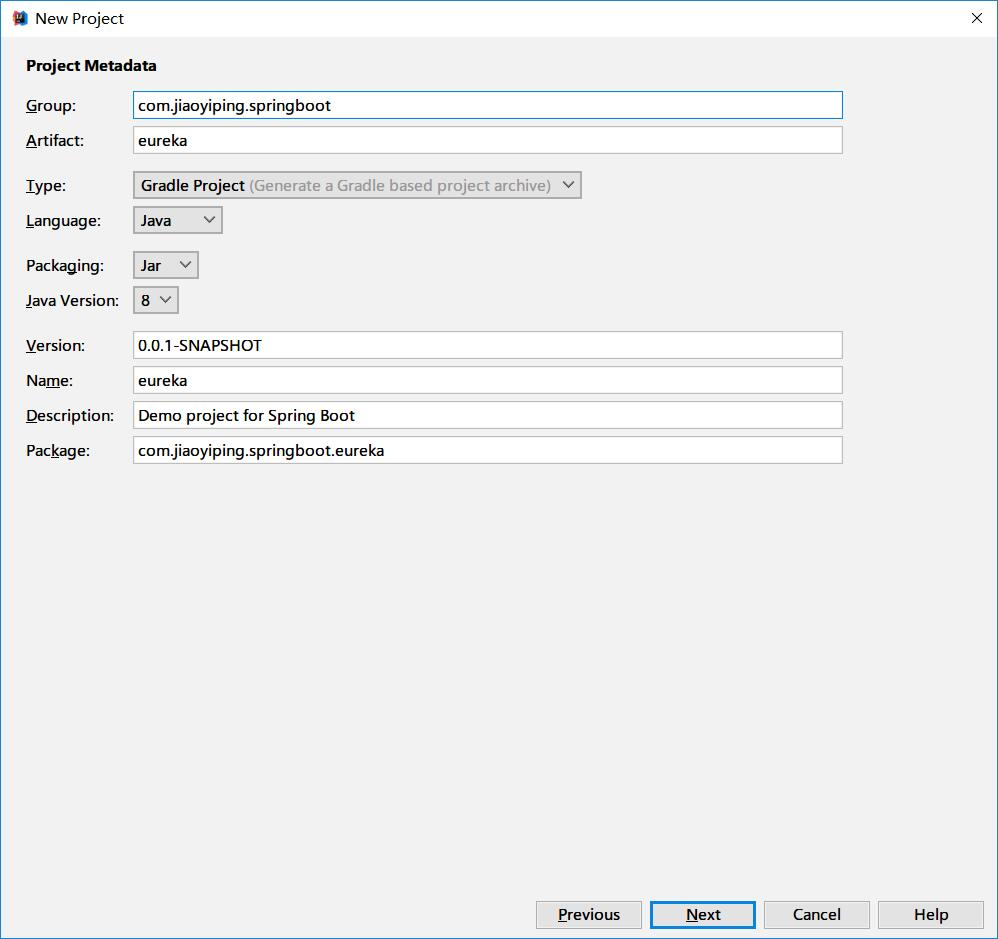 New Project
Project Metadata
Group: com.jiaoyiping.springboot
Artifact: eureka
Type: Gradle Project (Generate a Gradle based project archive)
Language: Java
Packaging: Jar
Java Version: 8
Version: 0.0.1-SNAPSHOT
Name: eureka
Description: Demo project for Spring Boot
Package: com.jiaoyiping.springboot.eureka
Previous Next Cancel Help